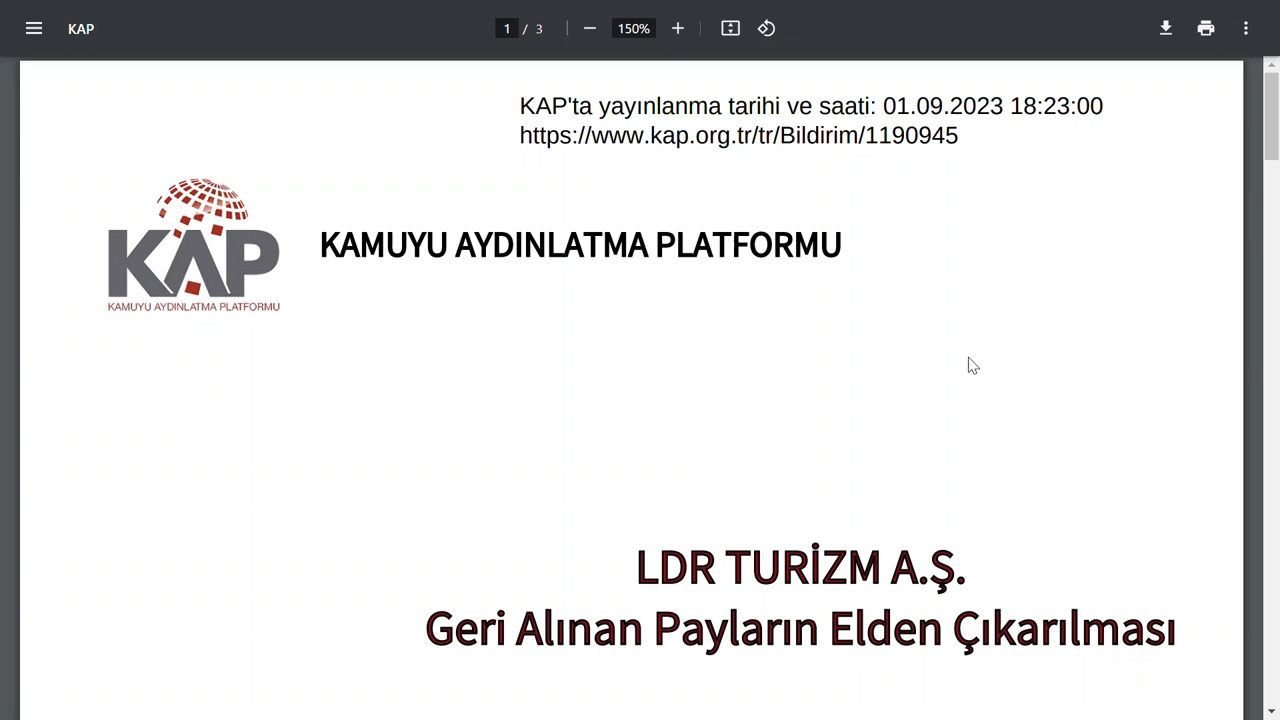 KAP
1 / 3
150%
KAP'ta yayınlanma tarihi ve saati: 01.09.2023 18:23:00
https://www.kap.org.tr/tr/Bildirim/1190945
KAP
KAMUYU AYDINLATMA PLATFORMU
KAMUYU AYDINLATMA PLATFORMU
LDR TURİZM A.Ş.
Geri Alınan Payların Elden Çıkarılması